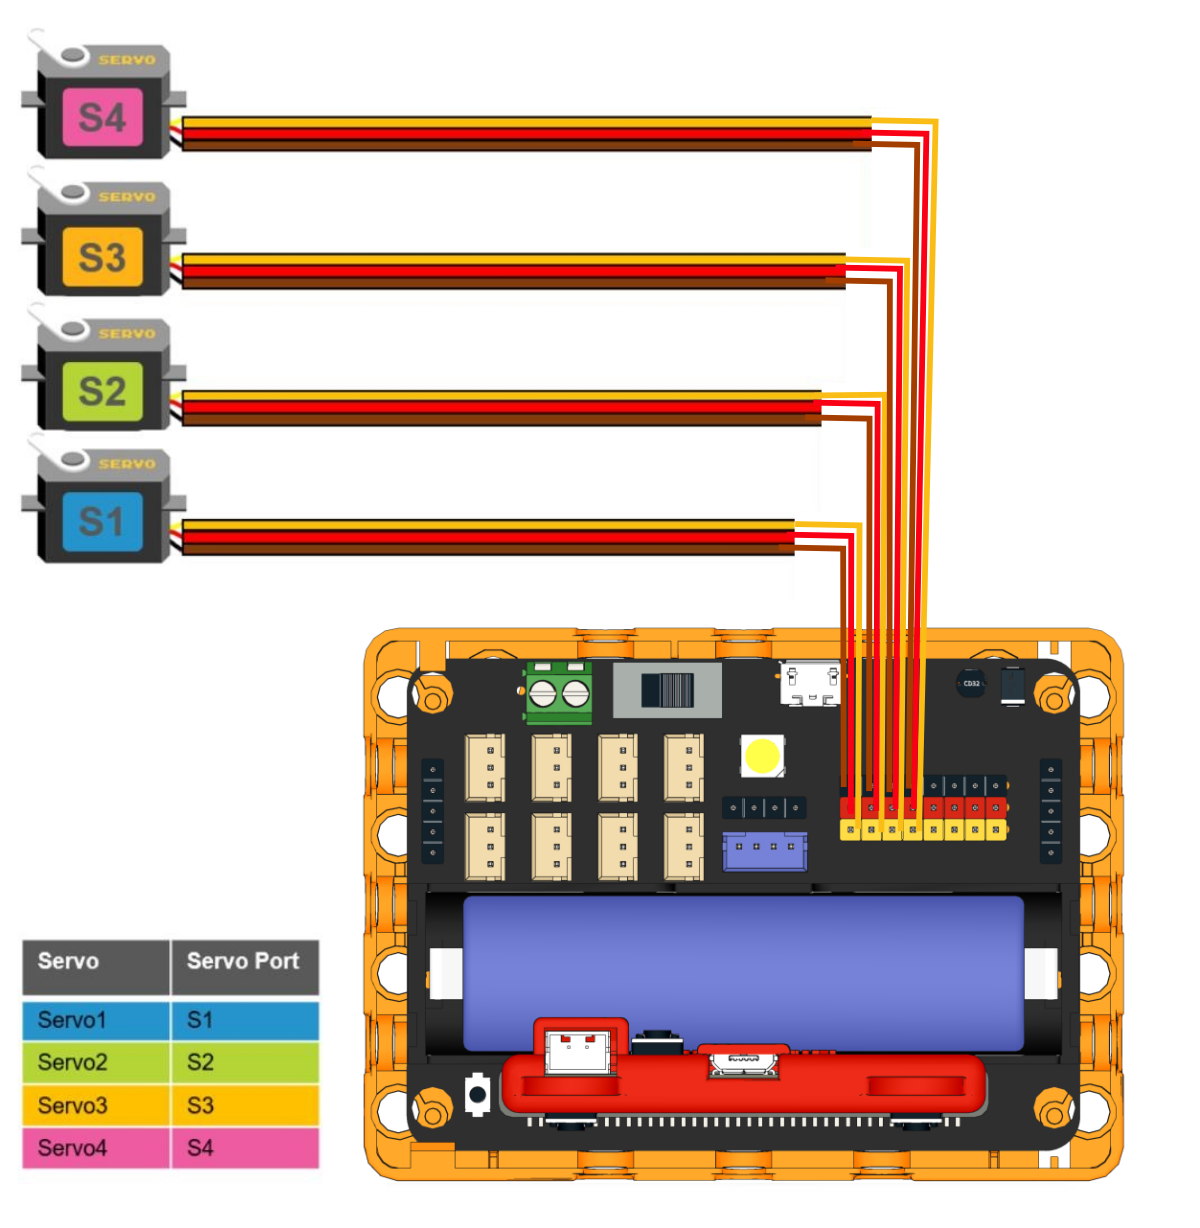 SERVO
S4
SERVO
S3
SERVO
S2
SERVO
S1
CD32
Servo Servo Port
Servo1 S1
Servo2 S2
Servo3 S3
Servo4 S4